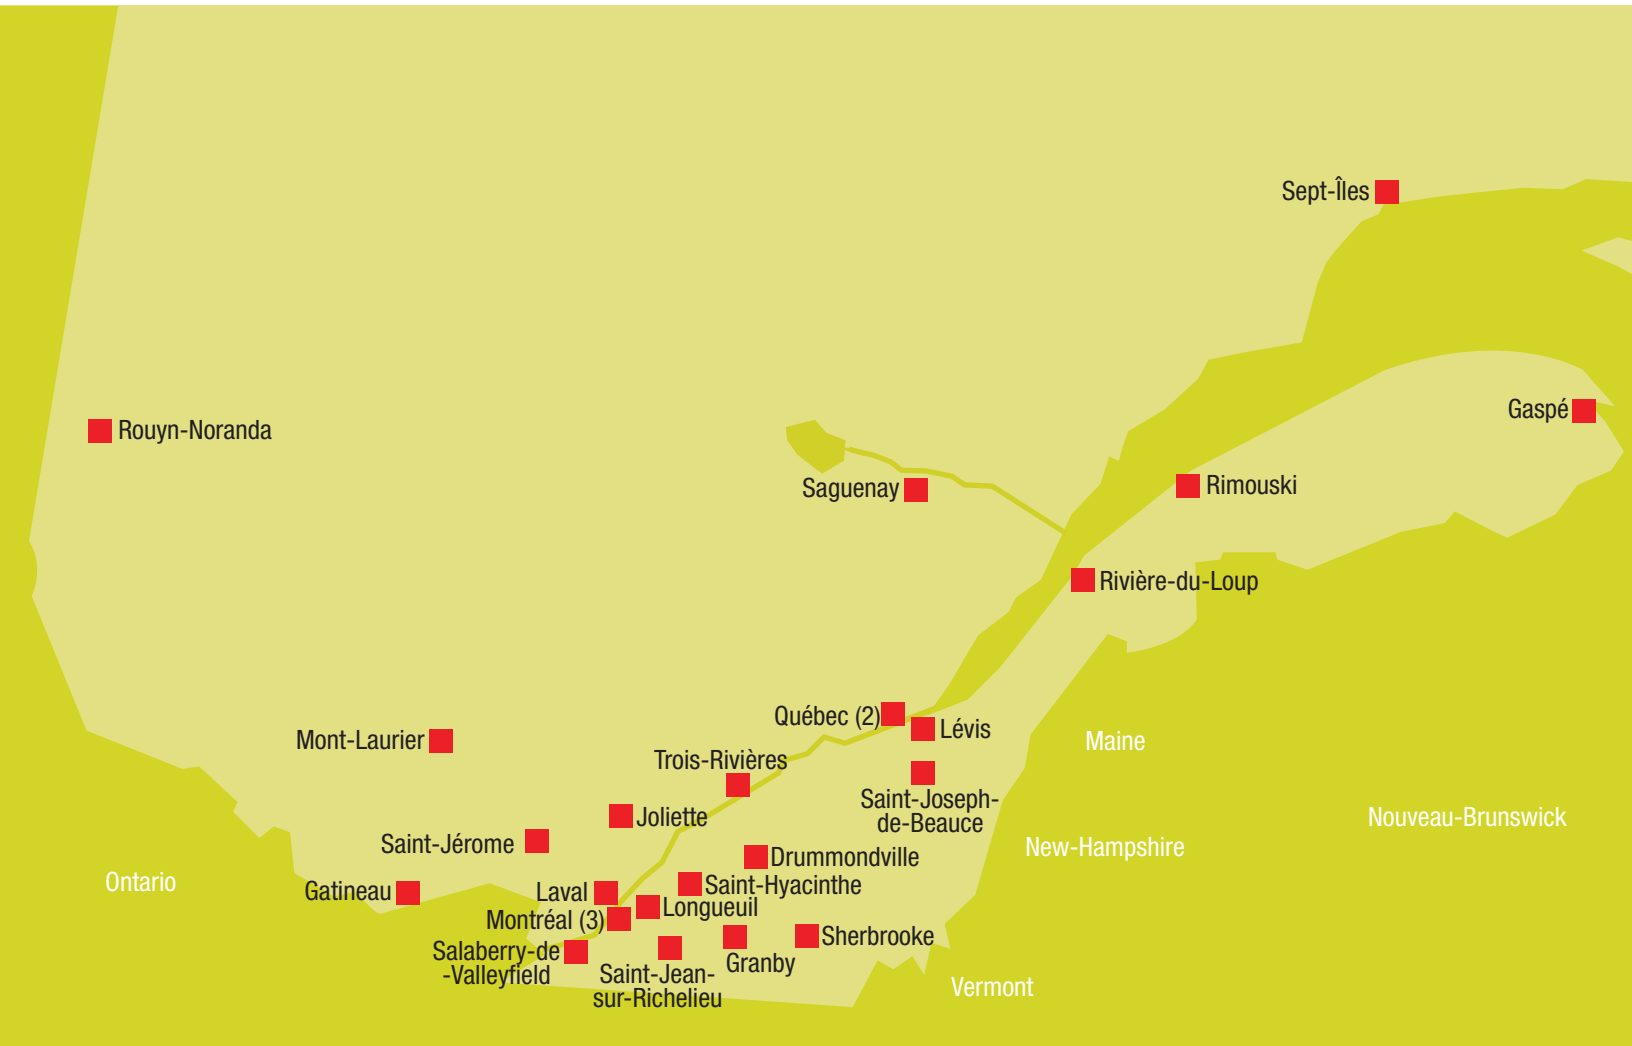 Sept-Îles
Gaspé
Rouyn-Noranda
Saguenay
Rimouski
Rivière-du-Loup
Québec (2)
Lévis
Mont-Laurier
Maine
Trois-Rivières
Saint-Joseph-
de-Beauce
Joliette
Nouveau-Brunswick
Saint-Jérome
New-Hampshire
Drummondville
Ontario
Gatineau
Laval
Saint-Hyacinthe
Longueuil
Montréal (3)
Sherbrooke
Salaberry-de
-Valleyfield
Granby
Saint-Jean-
sur-Richelieu
Vermont